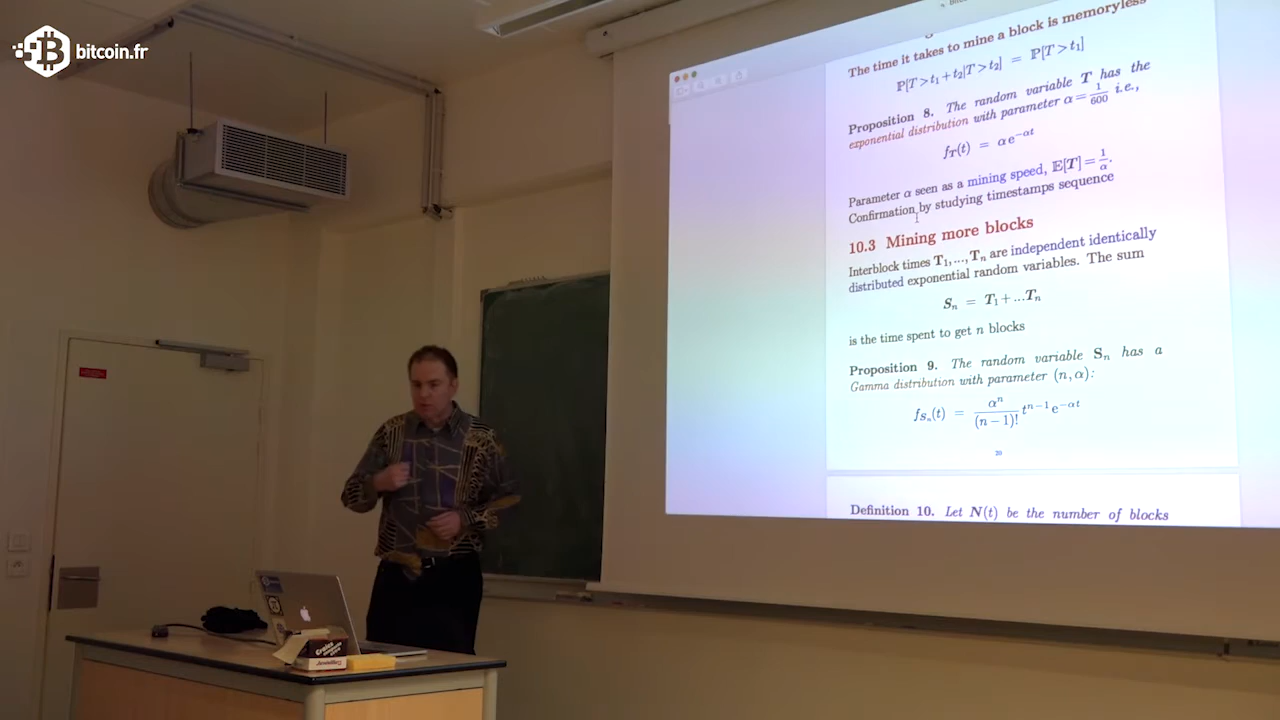 bitcoin.fr
The time it takes to mine a block is memoryless
ℙ[T > t₁ + t₂|T > t₂] = ℙ[T > t₁]
Proposition 8. The random variable T has the
exponential distribution with parameter α = 1/600 i.e.,
f_T(t) = αe^{−αt}
Parameter α seen as a mining speed, 𝔼[T] = 1/α.
Confirmation by studying timestamps sequence
10.3 Mining more blocks
Interblock times T₁, ..., Tₙ are independent identically
distributed exponential random variables. The sum
Sₙ = T₁ + ...Tₙ
is the time spent to get n blocks
Proposition 9. The random variable Sₙ has a
Gamma distribution with parameter (n, α):
f_{Sₙ}(t) = αⁿ/(n − 1)! t^{n−1} e^{−αt}
20
Definition 10. Let N(t) be the number of blocks